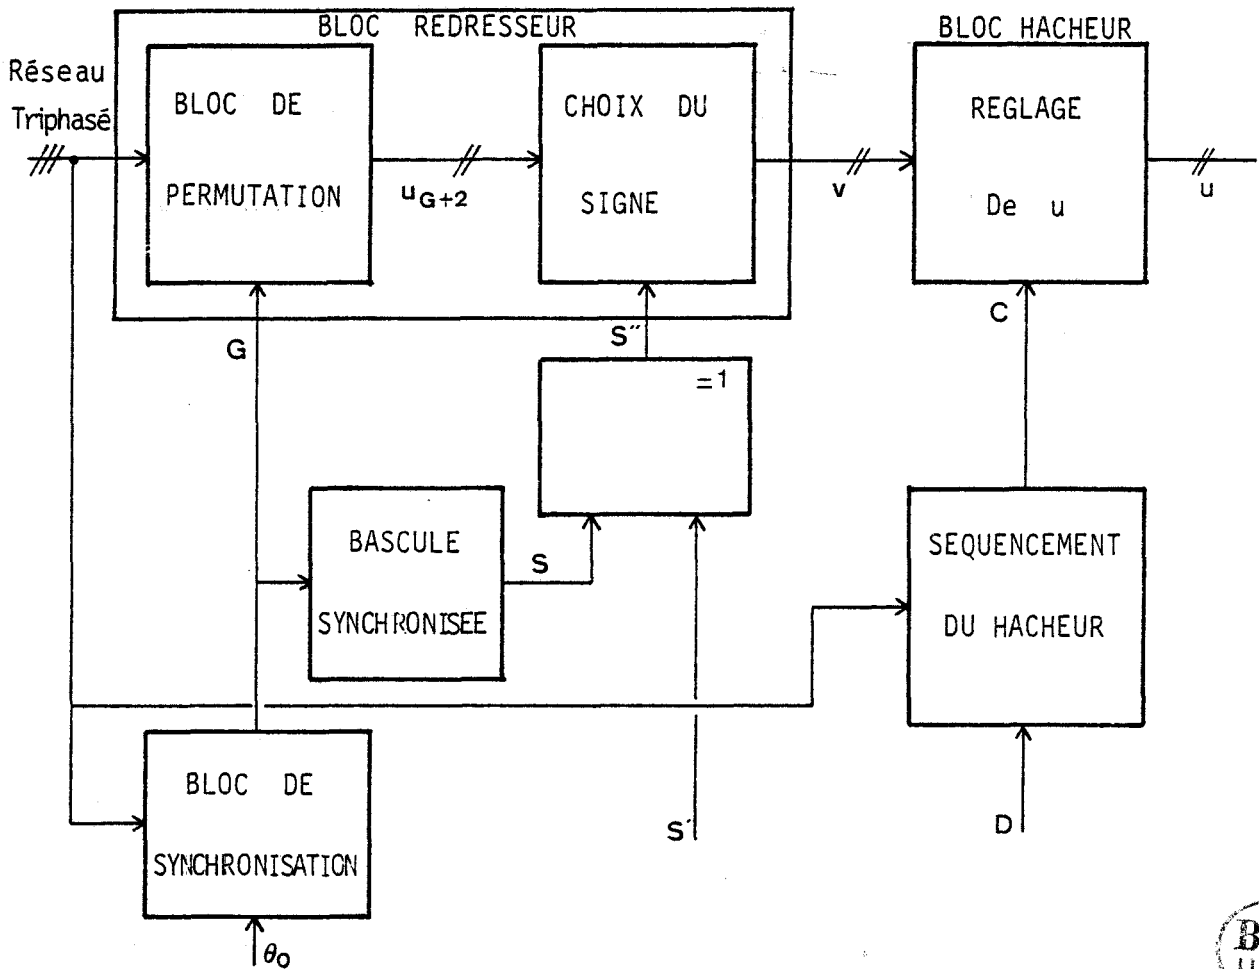 BLOC REDRESSEUR
BLOC HACHEUR
Réseau
Triphasé
BLOC DE
PERMUTATION
u_{G+2}
CHOIX DU
SIGNE
v
REGLAGE
De u
u
G
S''
C
=1
BASCULE
SYNCHRONISEE
S
SEQUENCEMENT
DU HACHEUR
BLOC DE
SYNCHRONISATION
S'
D
θ₀